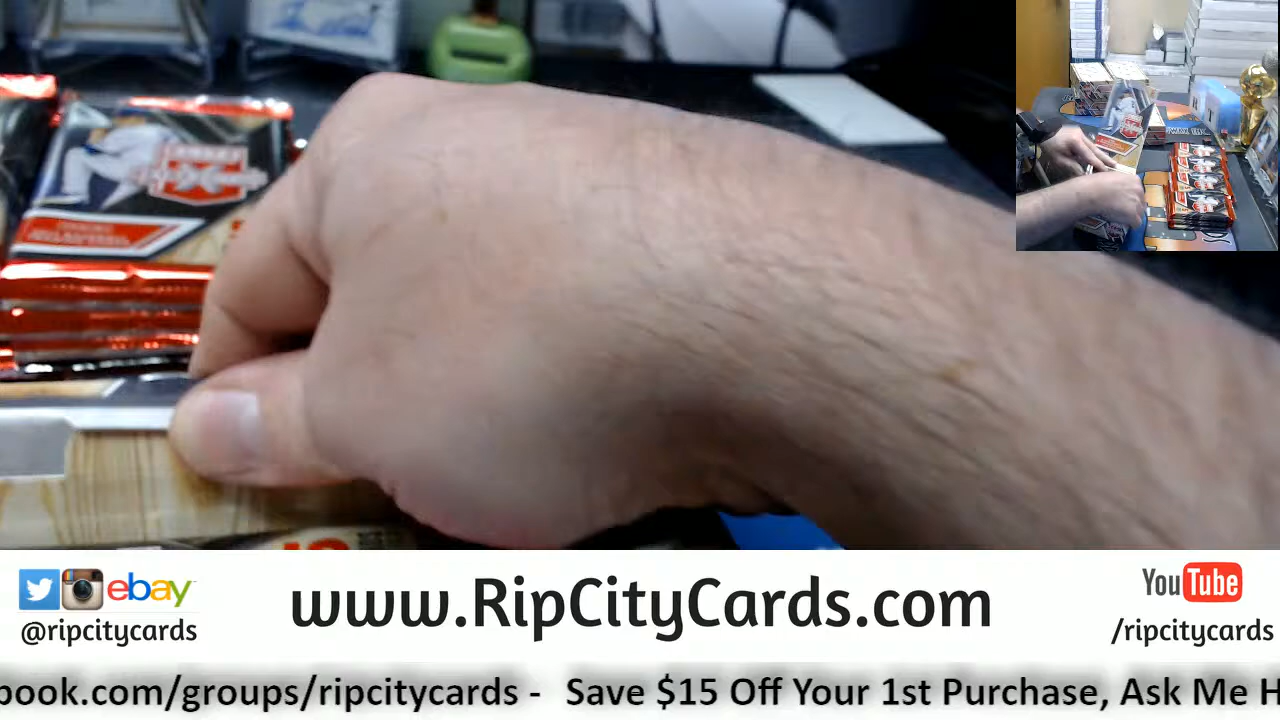 ebay
@ripcitycards
www.RipCityCards.com
YouTube
/ripcitycards
book.com/groups/ripcitycards - Save $15 Off Your 1st Purchase, Ask Me H